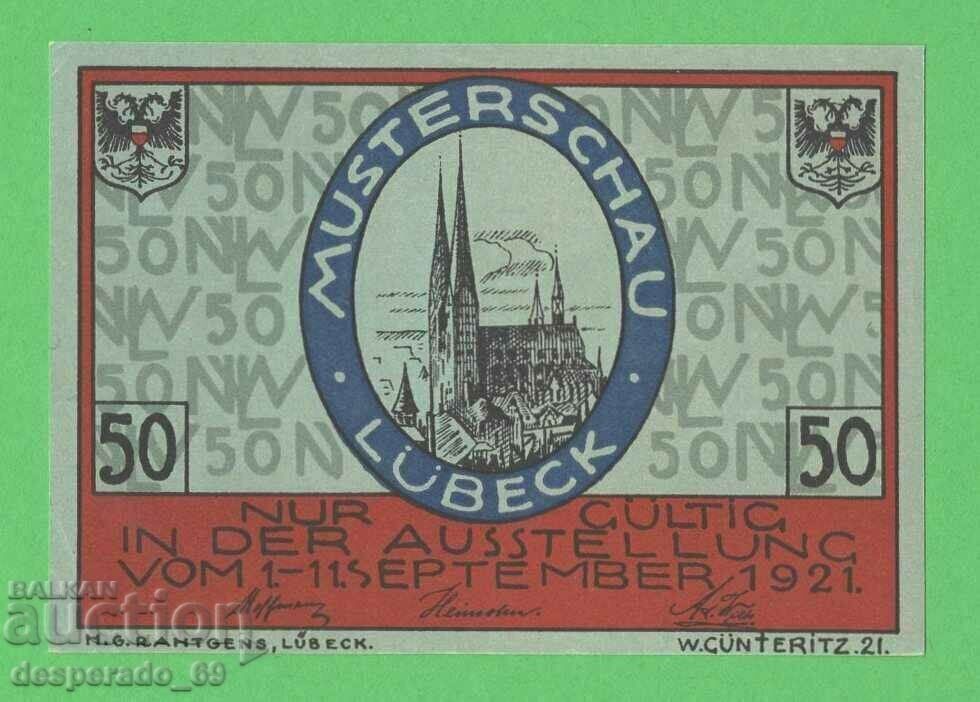 MUSTERSCHAU
· LÜBECK ·
50
50
NUR GÜLTIG
IN DER AUSSTELLUNG
VOM 1.-11. SEPTEMBER 1921.
H.G. RAHTGENS, LÜBECK.
W. GÜNTERITZ. 21.
BALKAN
auction
desperado_69